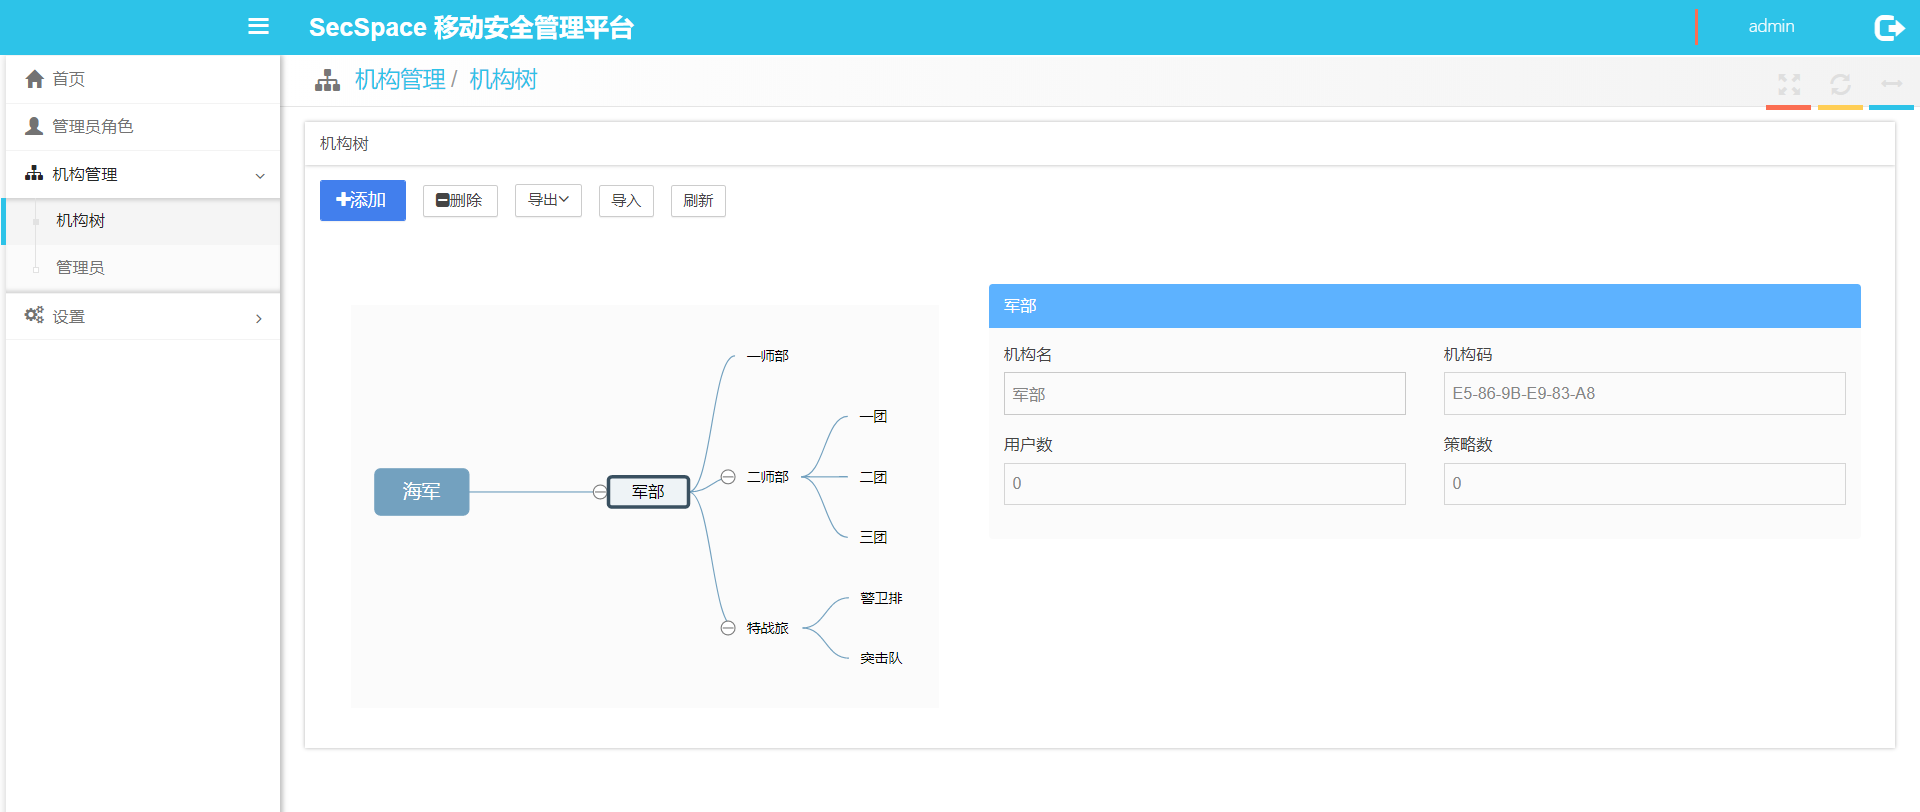 SecSpace 移动安全管理平台
admin
首页
管理员角色
机构管理
机构树
管理员
设置
机构管理 / 机构树
机构树
添加
删除
导出
导入
刷新
海军
军部
一师部
二师部
一团
二团
三团
特战旅
警卫排
突击队
军部
机构名
机构码
军部
E5-86-9B-E9-83-A8
用户数
策略数
0
0